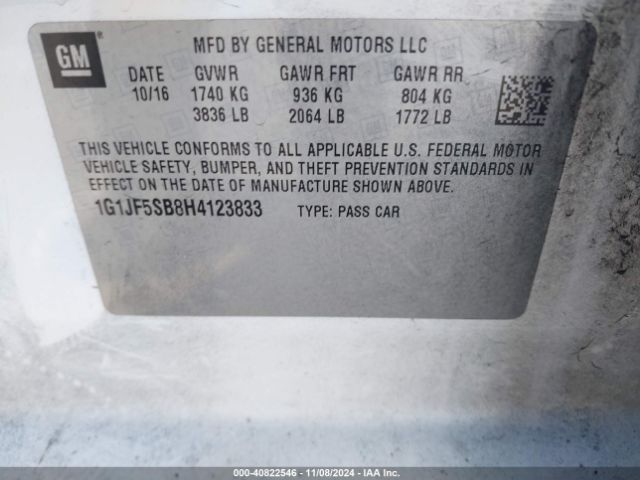 GM ®
MFD BY GENERAL MOTORS LLC
DATE GVWR GAWR FRT GAWR RR
10/16 1740 KG 936 KG 804 KG
3836 LB 2064 LB 1772 LB
THIS VEHICLE CONFORMS TO ALL APPLICABLE U.S. FEDERAL MOTOR
VEHICLE SAFETY, BUMPER, AND THEFT PREVENTION STANDARDS IN
EFFECT ON THE DATE OF MANUFACTURE SHOWN ABOVE.
1G1JF5SB8H4123833 TYPE: PASS CAR
000-40822546 - 11/08/2024 - IAAI.COM